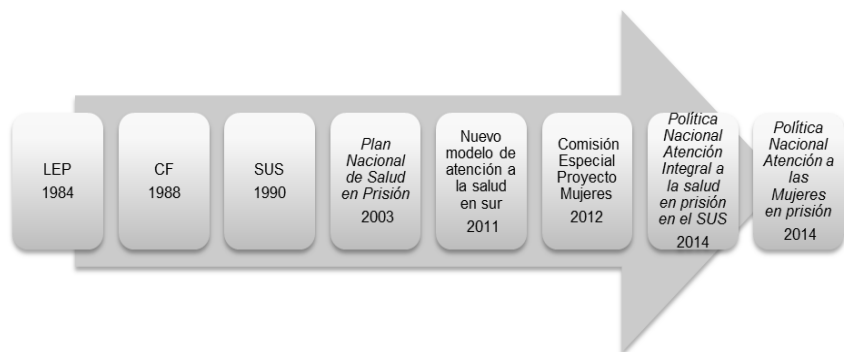 LEP
1984
CF
1988
SUS
1990
Plan
Nacional
de Salud
en Prisión
2003
Nuevo
modelo de
atención a
la salud
en sur
2011
Comisión
Especial
Proyecto
Mujeres
2012
Política
Nacional
Atención
Integral a
la salud
en prisión
en el SUS
2014
Política
Nacional
Atención a
las
Mujeres
en prisión
2014